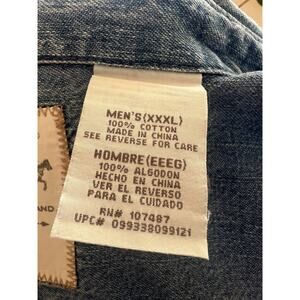 MEN'S(XXXL)
100% COTTON
MADE IN CHINA
SEE REVERSE FOR CARE
HOMBRE(EEEG)
100% ALGODON
HECHO EN CHINA
VER EL REVERSO
PARA EL CUIDADO
RN# 107487
UPC# 099338099121
AND